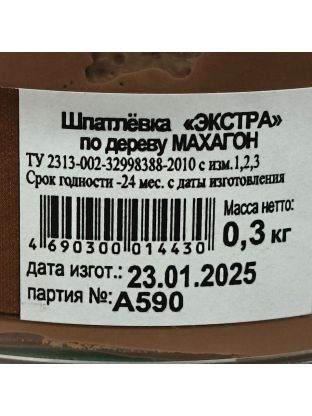 Шпатлёвка «ЭКСТРА»
по дереву МАХАГОН
ТУ 2313-002-32998388-2010 с изм.1,2,3
Срок годности -24 мес. с даты изготовления
Масса нетто:
0,3 кг
4 690300 014430
дата изгот.: 23.01.2025
партия №: А590